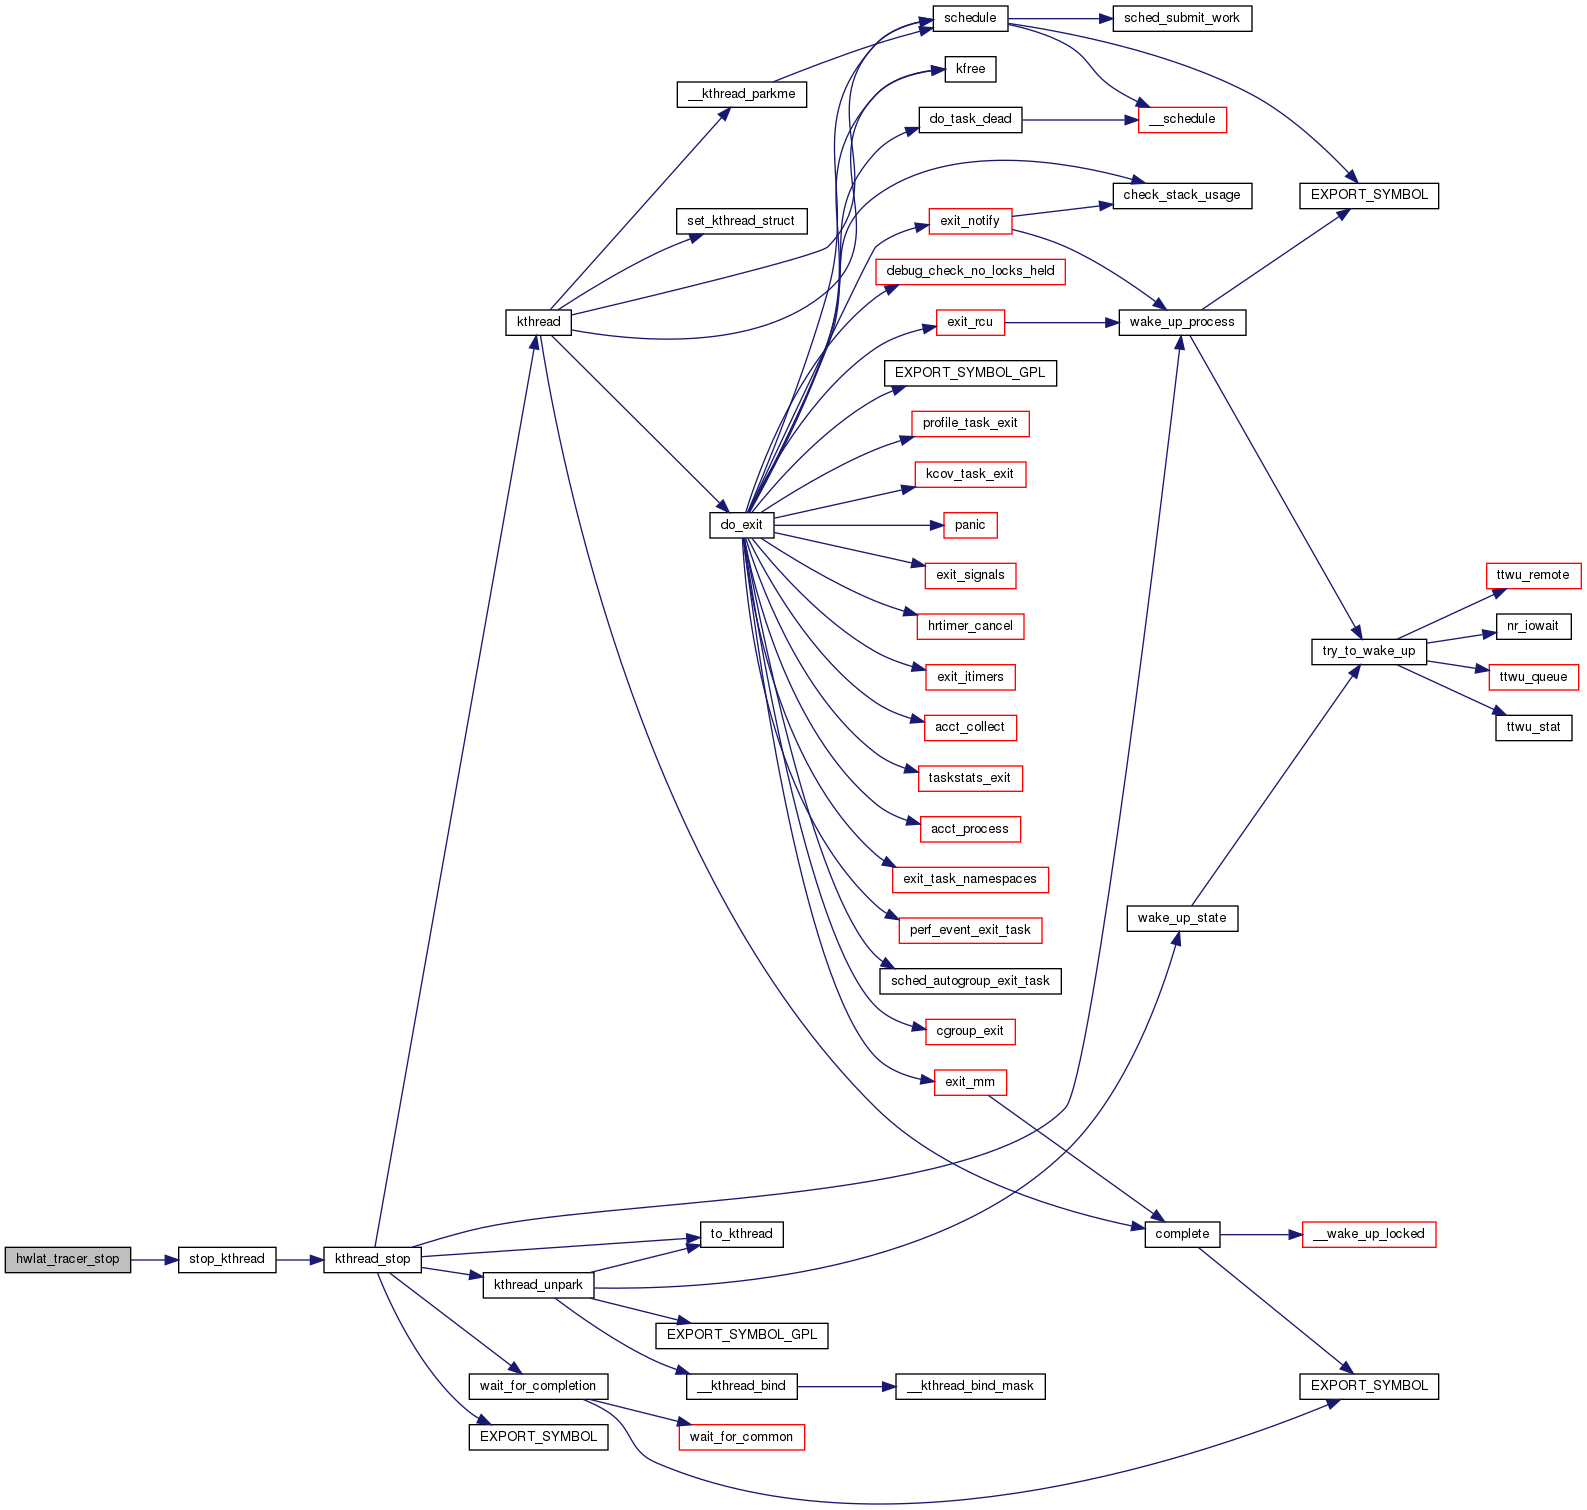 schedule
sched_submit_work
kfree
__kthread_parkme
do_task_dead
__schedule
check_stack_usage
EXPORT_SYMBOL
set_kthread_struct
exit_notify
debug_check_no_locks_held
kthread
exit_rcu
wake_up_process
EXPORT_SYMBOL_GPL
profile_task_exit
kcov_task_exit
do_exit
panic
exit_signals
ttwu_remote
hrtimer_cancel
nr_iowait
try_to_wake_up
exit_itimers
ttwu_queue
acct_collect
ttwu_stat
taskstats_exit
acct_process
exit_task_namespaces
wake_up_state
perf_event_exit_task
sched_autogroup_exit_task
cgroup_exit
exit_mm
to_kthread
complete
__wake_up_locked
hwlat_tracer_stop
stop_kthread
kthread_stop
kthread_unpark
EXPORT_SYMBOL_GPL
wait_for_completion
__kthread_bind
__kthread_bind_mask
EXPORT_SYMBOL
EXPORT_SYMBOL
wait_for_common